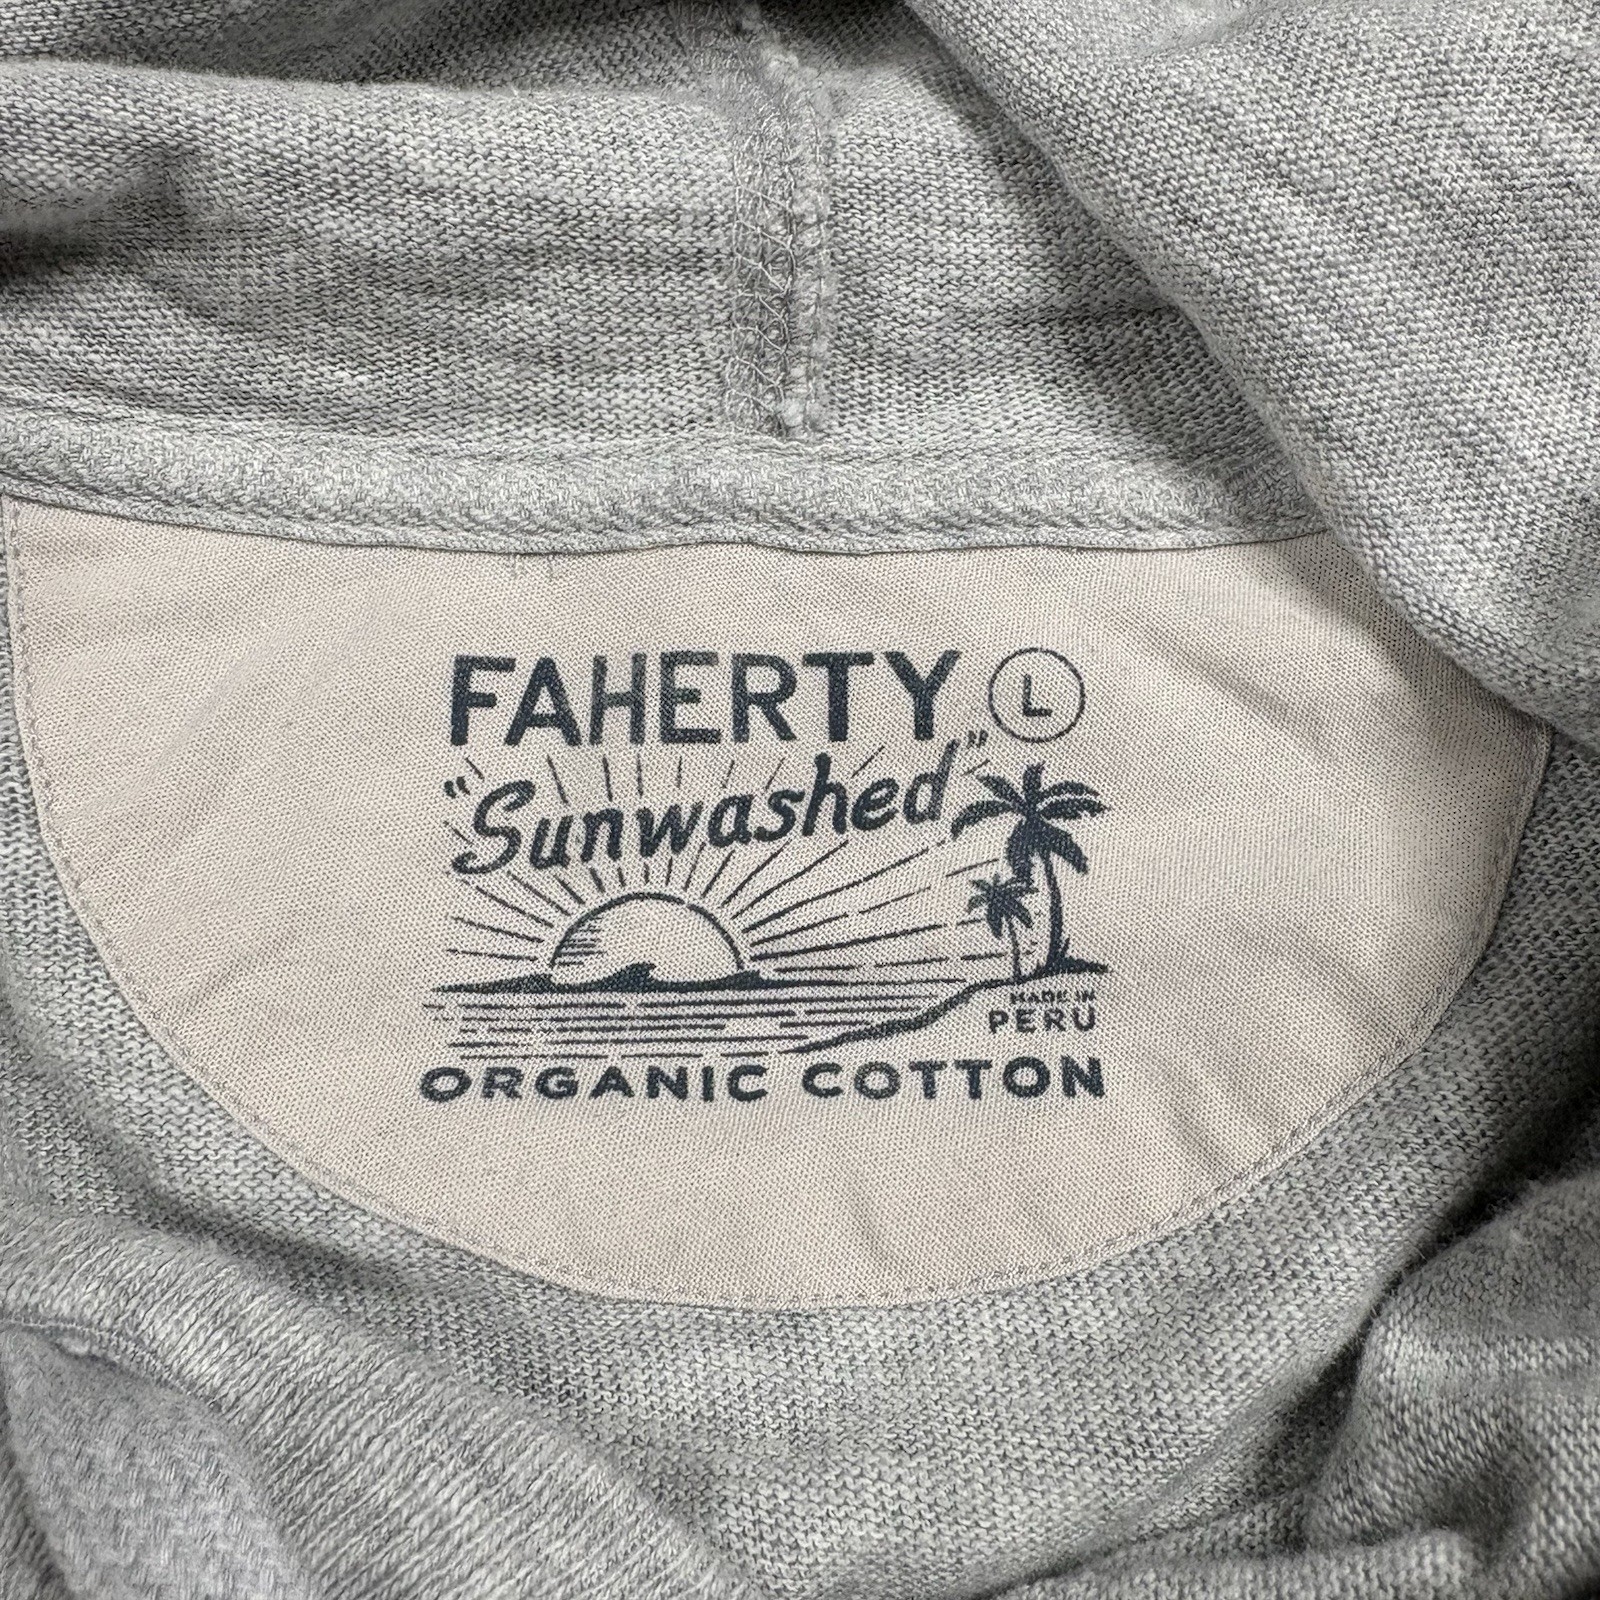 FAHERTY L
"Sunwashed"
MADE IN
PERU
ORGANIC COTTON